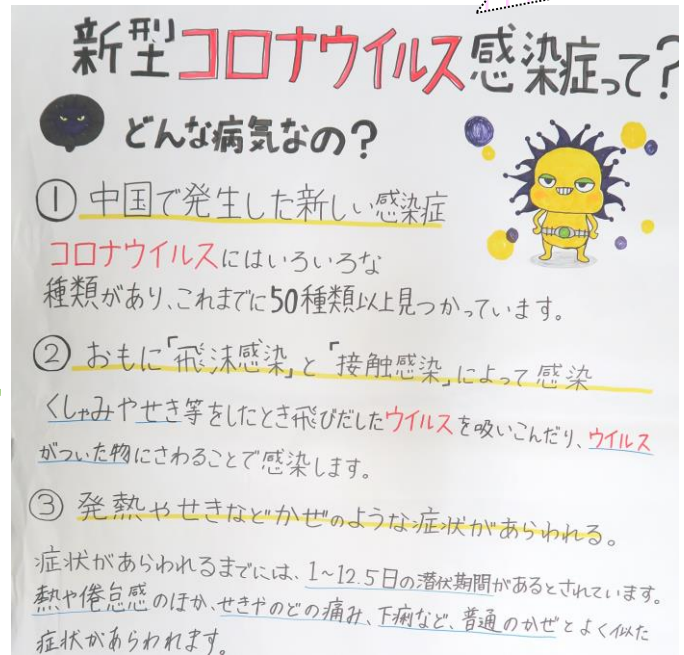 新型コロナウイルス感染症って?
どんな病気なの?
① 中国で発生した新しい感染症
コロナウイルスにはいろいろな
種類があり、これまでに50種類以上見つかっています。
② おもに「飛沫感染」と「接触感染」によって感染
くしゃみやせき等をしたとき飛びだしたウイルスを吸いこんだり、ウイルス
がついた物にさわることで感染します。
③ 発熱やせきなどかぜのような症状があらわれる。
症状があらわれるまでには、1~12.5日の潜伏期間があるとされています。
熱や倦怠感のほか、せきやのどの痛み、下痢など、普通のかぜとよく似た
症状があらわれます。